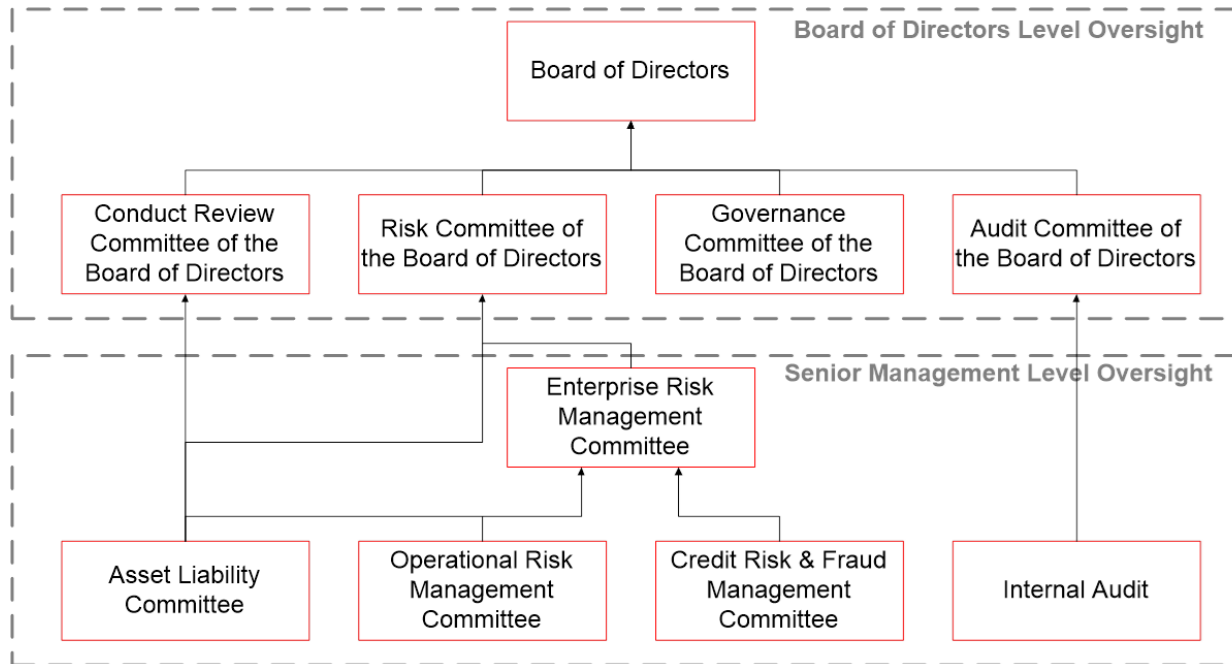 Board of Directors Level Oversight
Board of Directors
Conduct Review
Committee of the
Board of Directors
Risk Committee of
the Board of Directors
Governance
Committee of the
Board of Directors
Audit Committee of
the Board of Directors
Senior Management Level Oversight
Enterprise Risk
Management
Committee
Asset Liability
Committee
Operational Risk
Management
Committee
Credit Risk & Fraud
Management
Committee
Internal Audit